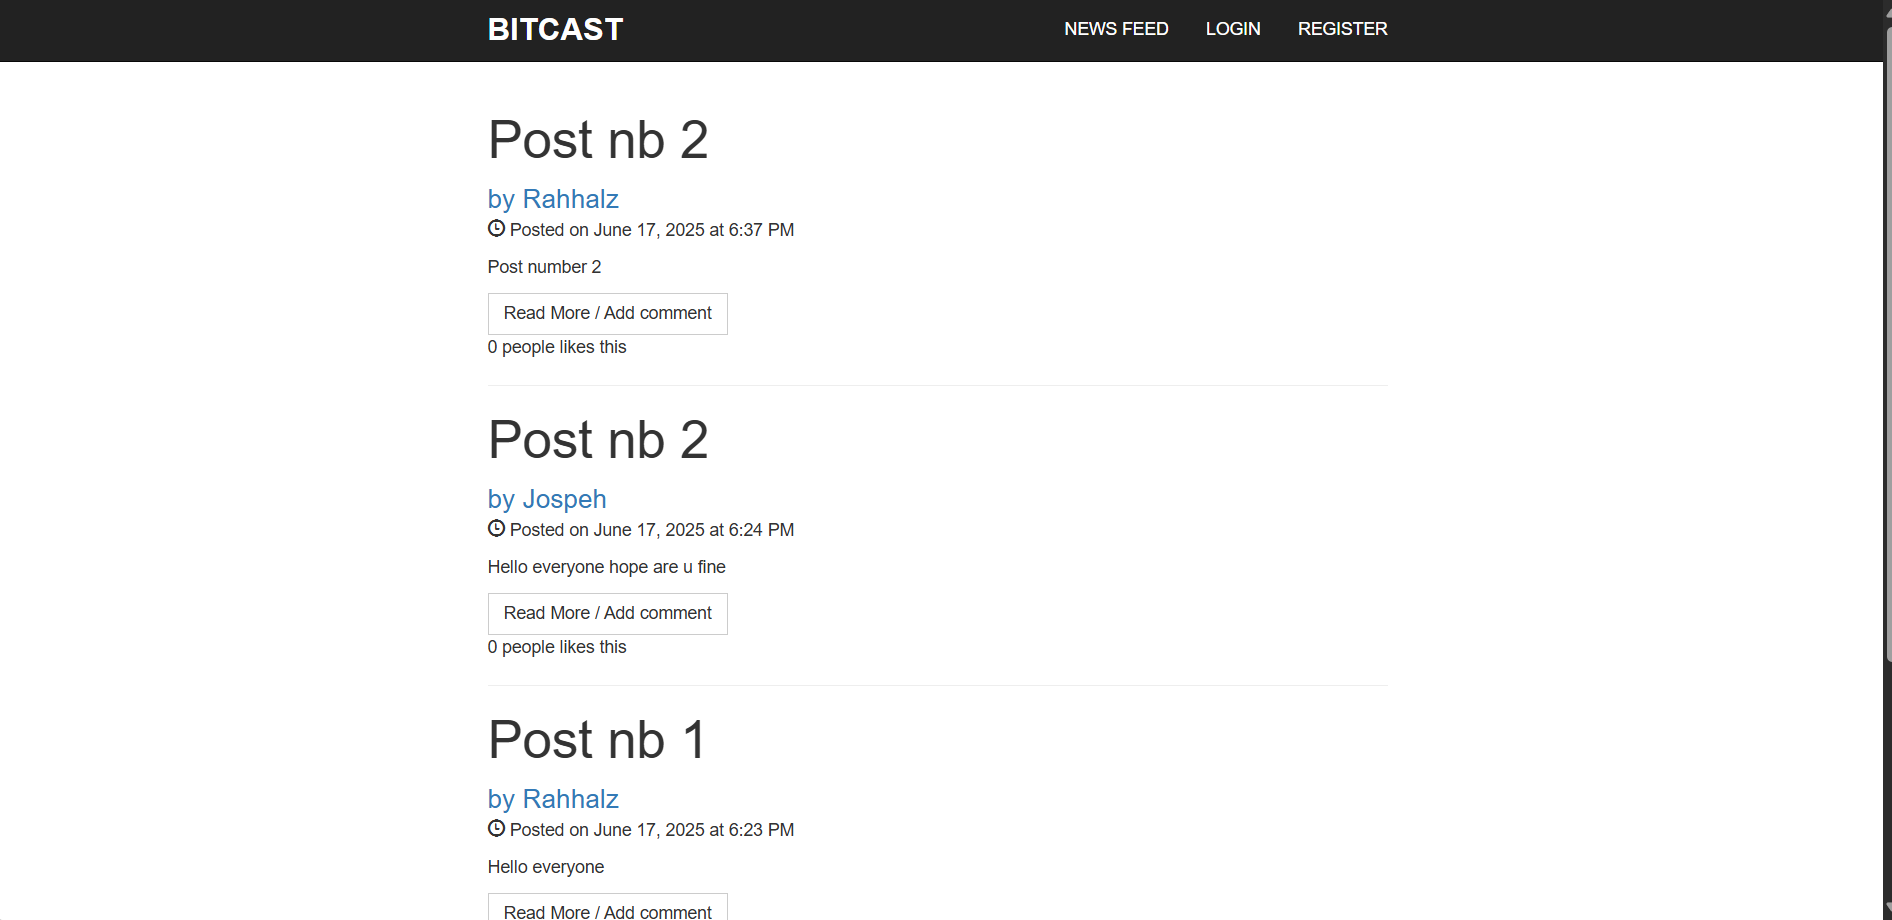 BITCAST NEWS FEED LOGIN REGISTER
Post nb 2
by Rahhalz
Posted on June 17, 2025 at 6:37 PM
Post number 2
Read More / Add comment
0 people likes this
Post nb 2
by Jospeh
Posted on June 17, 2025 at 6:24 PM
Hello everyone hope are u fine
Read More / Add comment
0 people likes this
Post nb 1
by Rahhalz
Posted on June 17, 2025 at 6:23 PM
Hello everyone
Read More / Add comment